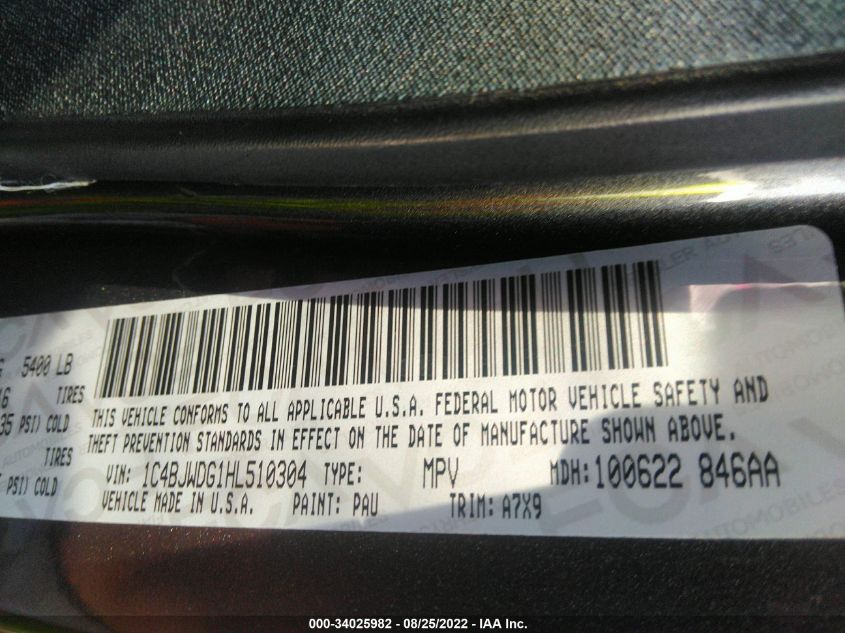 G 5400 LB
TIRES
35 PSI) COLD
TIRES
PSI) COLD
THIS VEHICLE CONFORMS TO ALL APPLICABLE U.S.A. FEDERAL MOTOR VEHICLE SAFETY AND
THEFT PREVENTION STANDARDS IN EFFECT ON THE DATE OF MANUFACTURE SHOWN ABOVE.
VIN: 1C4BJWDG1HL510304 TYPE: MPV MDH:100622 846AA
VEHICLE MADE IN U.S.A. PAINT: PAU TRIM: A7X9
000-34025982 - 08/25/2022 - IAA Inc.